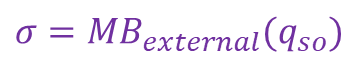 σ = MB_external(q_so)